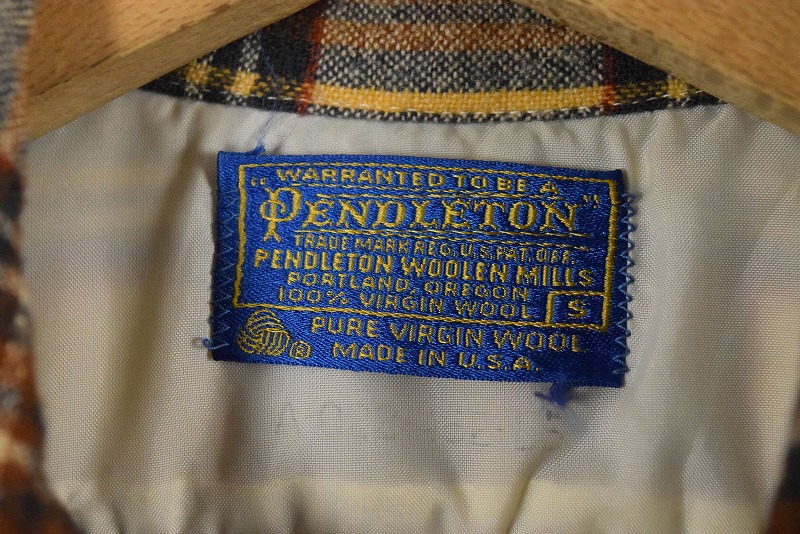 WARRANTED TO BE A
"PENDLETON"
TRADE MARK REG. U.S. PAT. OFF.
PENDLETON WOOLEN MILLS
PORTLAND, OREGON
100% VIRGIN WOOL S
®
PURE VIRGIN WOOL
MADE IN U.S.A.